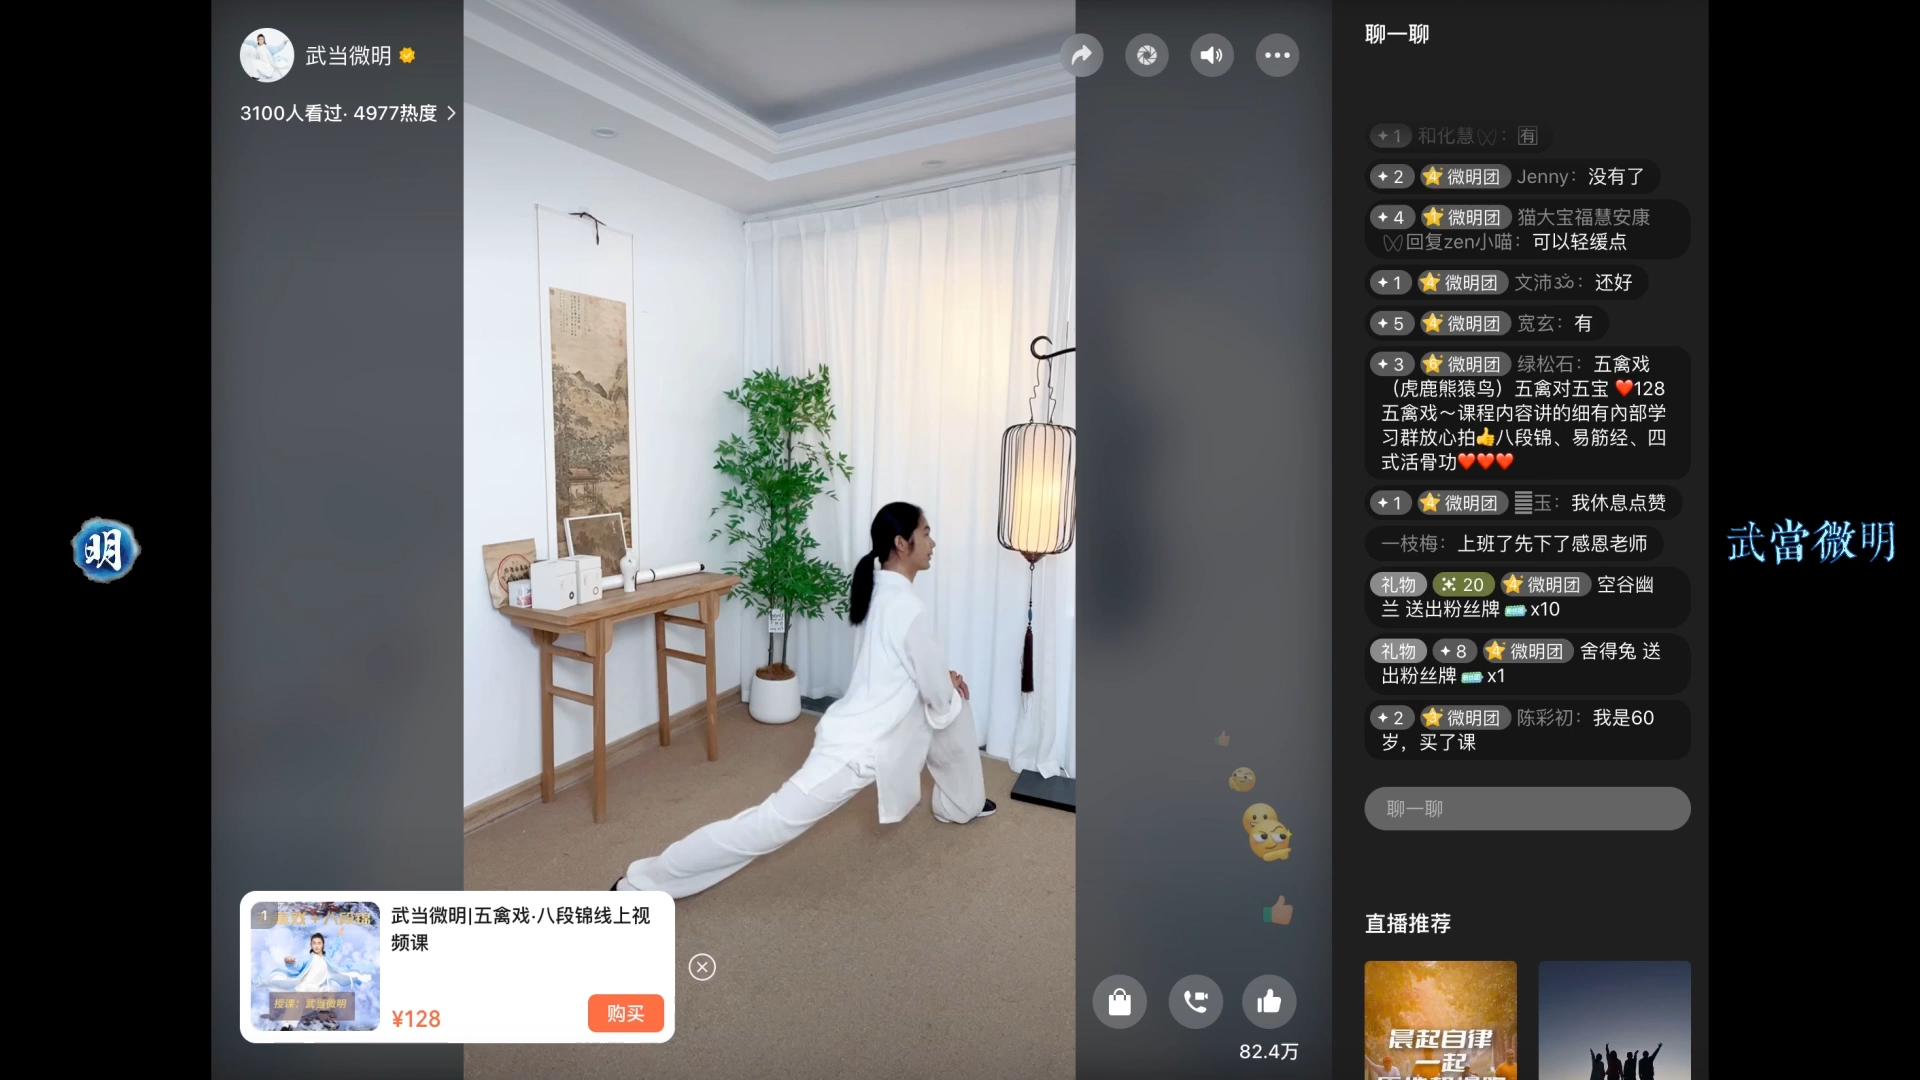 武当微明
3100人看过· 4977热度
聊一聊
1 和化慧: 有
2 微明团 Jenny: 没有了
4 微明团 猫大宝福慧安康
回复zen小喵: 可以轻缓点
1 微明团 文沛ૐ: 还好
5 微明团 宽玄: 有
3 微明团 绿松石: 五禽戏
（虎鹿熊猿鸟）五禽对五宝 ❤️128
五禽戏～课程内容讲的细有內部学
习群放心拍👍八段锦、易筋经、四
式活骨功❤️❤️❤️
1 微明团 玉: 我休息点赞
一枝梅: 上班了先下了感恩老师
礼物 20 微明团 空谷幽
兰 送出粉丝牌 x10
礼物 8 微明团 舍得兔 送
出粉丝牌 x1
2 微明团 陈彩初: 我是60
岁，买了课
聊一聊
明
武當微明
1
武当微明|五禽戏·八段锦线上视
频课
授课：武当微明
¥128
购买
82.4万
直播推荐
晨起自律
一起